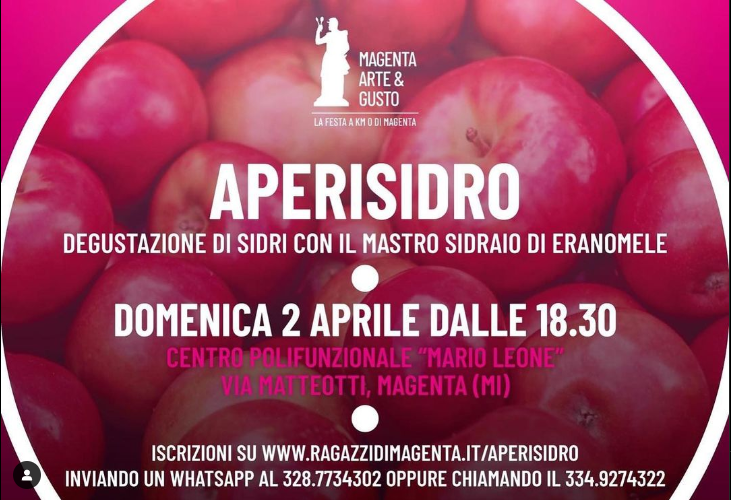 MAGENTA
ARTE &
GUSTO
LA FESTA A KM 0 DI MAGENTA
APERISIDRO
DEGUSTAZIONE DI SIDRI CON IL MASTRO SIDRAIO DI ERANOMELE
DOMENICA 2 APRILE DALLE 18.30
CENTRO POLIFUNZIONALE "MARIO LEONE"
VIA MATTEOTTI, MAGENTA (MI)
ISCRIZIONI SU WWW.RAGAZZIDIMAGENTA.IT/APERISIDRO
INVIANDO UN WHATSAPP AL 328.7734302 OPPURE CHIAMANDO IL 334.9274322